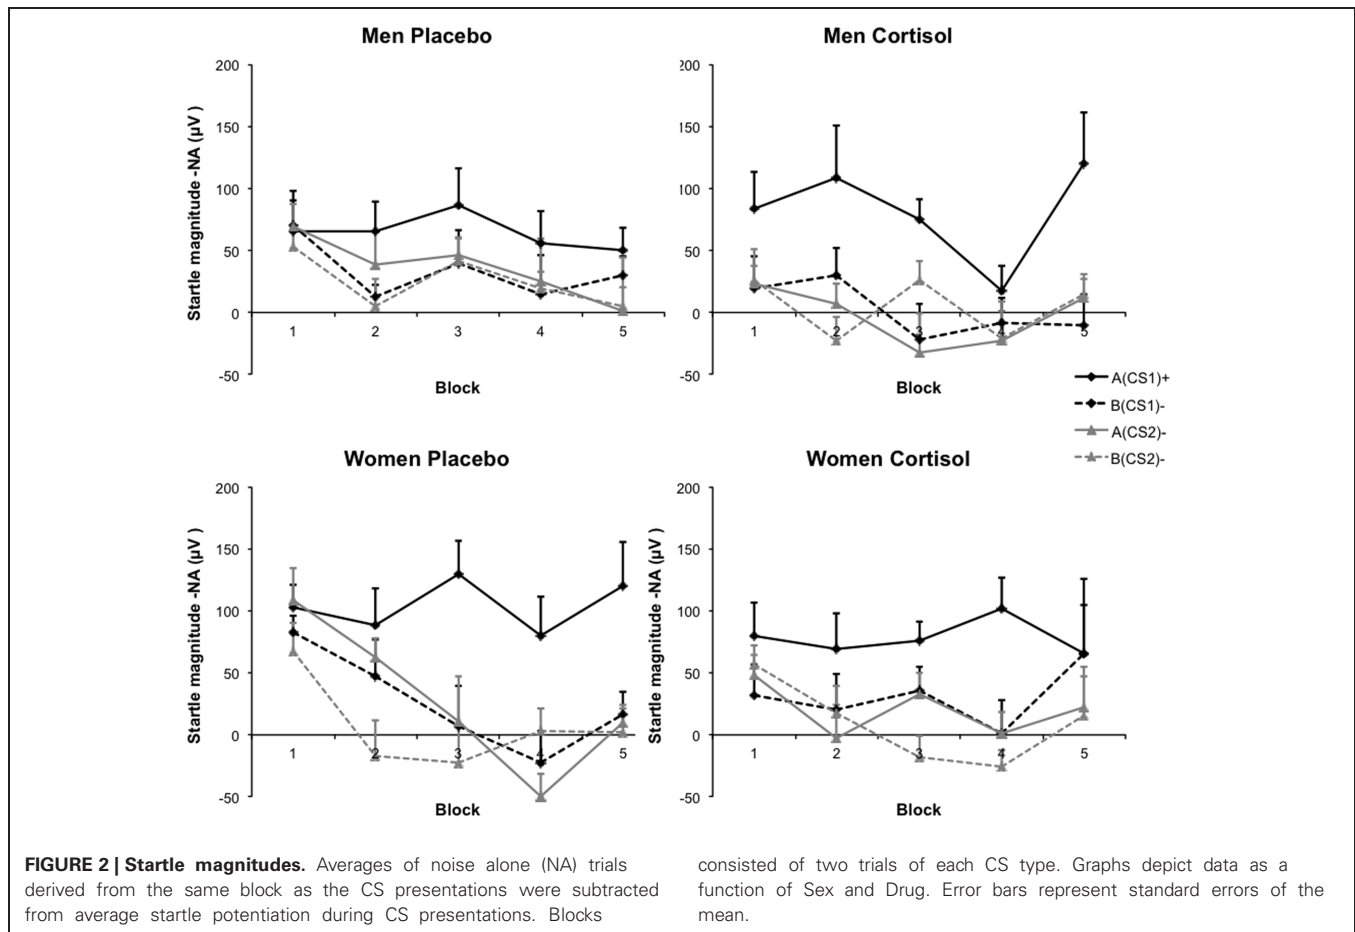 Men Placebo
200
150
100
50
0
-50
Startle magnitude -NA (µV )
1 2 3 4 5
Block
Men Cortisol
200
150
100
50
0
-50
1 2 3 4 5
Block
A(CS1)+
B(CS1)-
A(CS2)-
B(CS2)-
Women Placebo
200
150
100
50
0
-50
Startle magnitude -NA (µV )
1 2 3 4 5
Block
Women Cortisol
200
150
100
50
0
-50
Startle magnitude -NA (µV )
1 2 3 4 5
Block
FIGURE 2 | Startle magnitudes. Averages of noise alone (NA) trials
derived from the same block as the CS presentations were subtracted
from average startle potentiation during CS presentations. Blocks
consisted of two trials of each CS type. Graphs depict data as a
function of Sex and Drug. Error bars represent standard errors of the
mean.